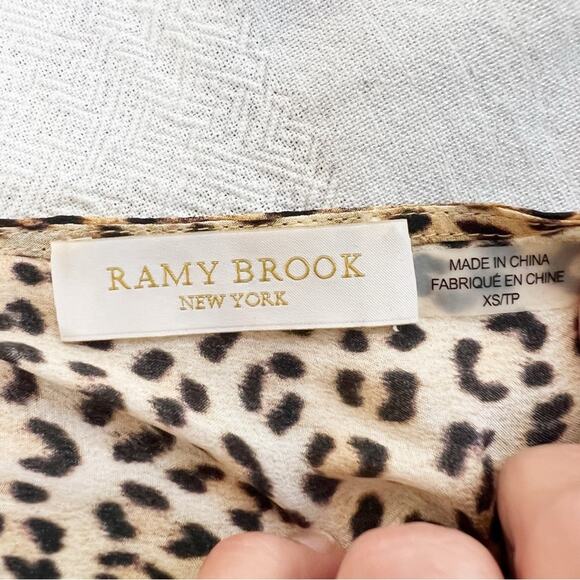 RAMY BROOK
NEW YORK
MADE IN CHINA
FABRIQUÉ EN CHINE
XS/TP